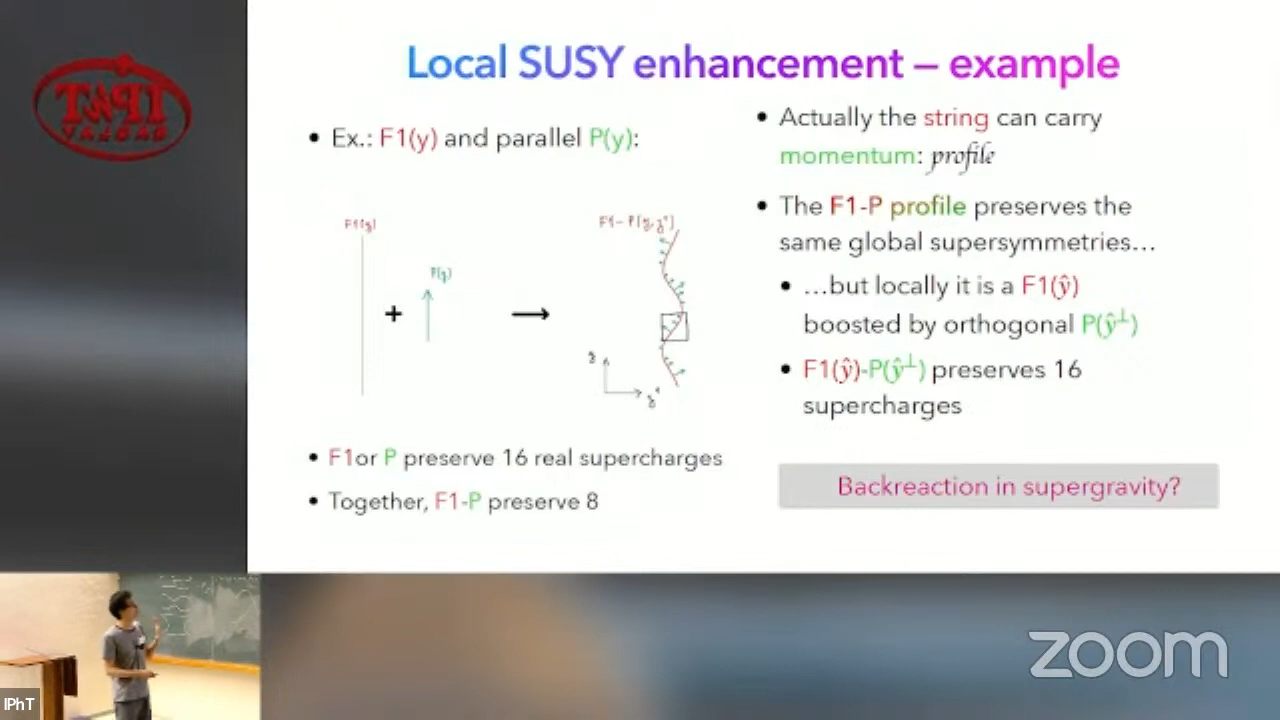 Local SUSY enhancement – example
• Ex.: F1(y) and parallel P(y):
F1(y)
P(y)
+
→
F1-P(y,y⊥)
y
y⊥
• F1or P preserve 16 real supercharges
• Together, F1-P preserve 8
• Actually the string can carry
momentum: profile
• The F1-P profile preserves the
same global supersymmetries...
• ...but locally it is a F1(ŷ)
boosted by orthogonal P(ŷ⊥)
• F1(ŷ)-P(ŷ⊥) preserves 16
supercharges
Backreaction in supergravity?
IPhT
zoom